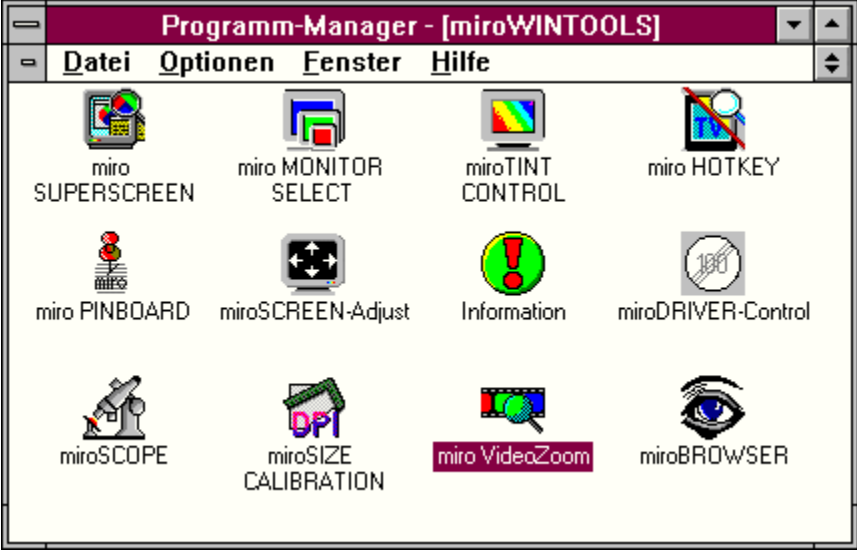 Programm-Manager - [miroWINTOOLS]
Datei Optionen Fenster Hilfe
TV
miro
SUPERSCREEN
miro MONITOR
SELECT
miroTINT
CONTROL
miro HOTKEY
miro
100
miro PINBOARD
miroSCREEN-Adjust
Information
miroDRIVER-Control
DPI
miroSCOPE
miroSIZE
CALIBRATION
miro VideoZoom
miroBROWSER